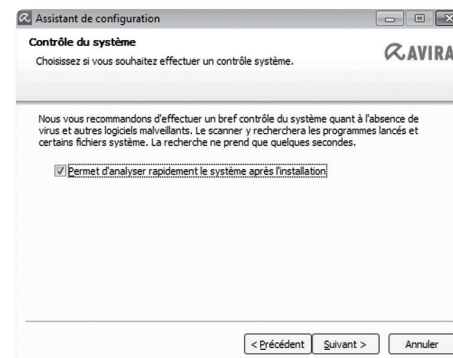 Assistant de configuration
Contrôle du système
Choisissez si vous souhaitez effectuer un contrôle système.
AVIRA
Nous vous recommandons d'effectuer un bref contrôle du système quant à l'absence de
virus et autres logiciels malveillants. Le scanner y recherchera les programmes lancés et
certains fichiers système. La recherche ne prend que quelques secondes.
Permet d'analyser rapidement le système après l'installation
< Précédent
Suivant >
Annuler